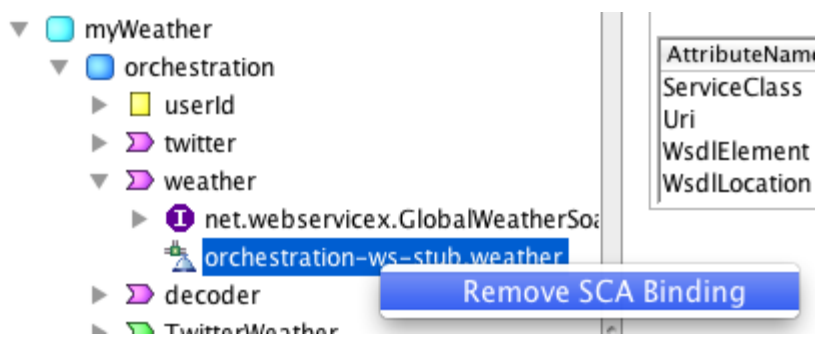 myWeather
orchestration
userId
twitter
weather
I net.webservicex.GlobalWeatherSoa
orchestration-ws-stub.weather
decoder
TwitterWeather
Remove SCA Binding
AttributeName
ServiceClass
Uri
WsdlElement
WsdlLocation